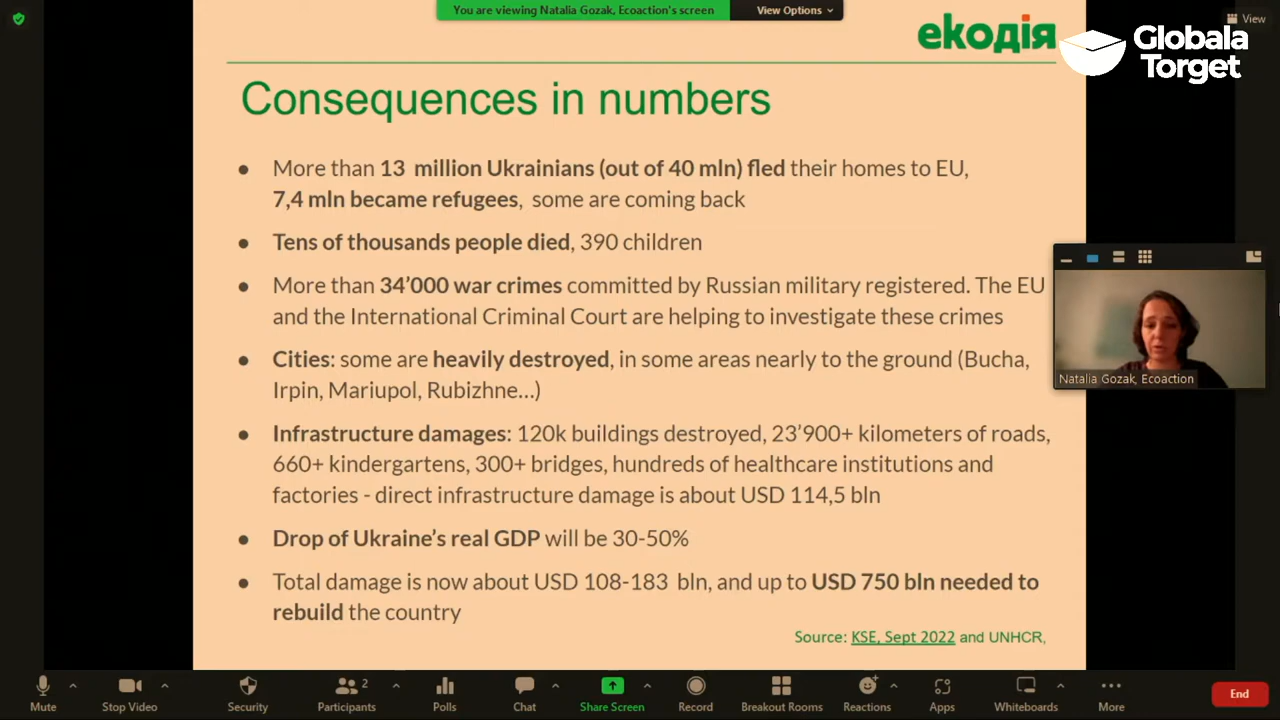 You are viewing Natalia Gozak, Ecoaction's screen
View Options
View
екодія
Globala
Torget
Consequences in numbers
● More than 13 million Ukrainians (out of 40 mln) fled their homes to EU,
7,4 mln became refugees, some are coming back
● Tens of thousands people died, 390 children
● More than 34’000 war crimes committed by Russian military registered. The EU
and the International Criminal Court are helping to investigate these crimes
● Cities: some are heavily destroyed, in some areas nearly to the ground (Bucha,
Irpin, Mariupol, Rubizhne...)
● Infrastructure damages: 120k buildings destroyed, 23’900+ kilometers of roads,
660+ kindergartens, 300+ bridges, hundreds of healthcare institutions and
factories - direct infrastructure damage is about USD 114,5 bln
● Drop of Ukraine’s real GDP will be 30-50%
● Total damage is now about USD 108-183 bln, and up to USD 750 bln needed to
rebuild the country
Source: KSE, Sept 2022 and UNHCR,
Natalia Gozak, Ecoaction
Mute
Stop Video
Security
2
Participants
Polls
Chat
Share Screen
Record
Breakout Rooms
Reactions
Apps
Whiteboards
More
End